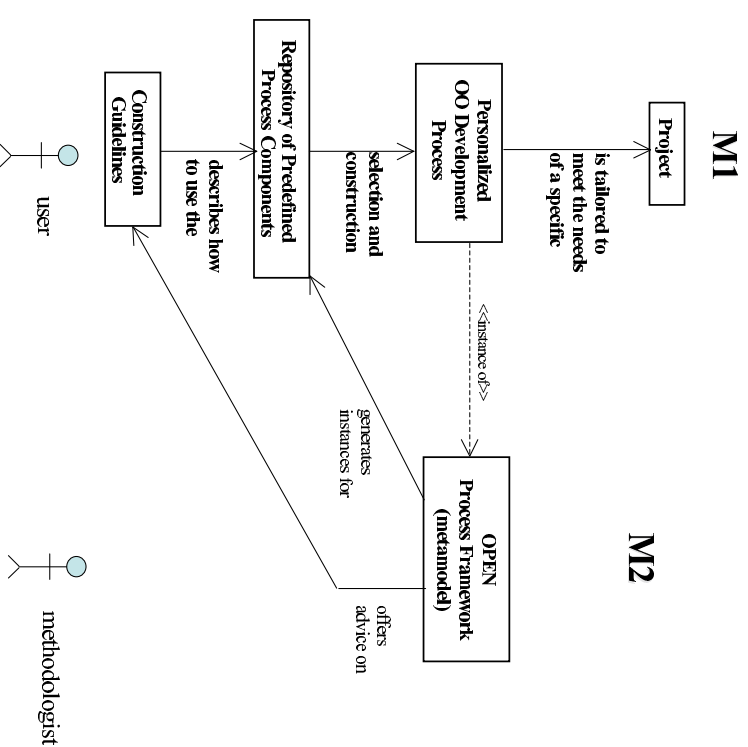 M1
M2
Project
is tailored to
meet the needs
of a specific
Personalized
OO Development
Process
<<instance of>>
OPEN
Process Framework
(metamodel)
selection and
construction
generates
instances for
offers
advice on
Repository of Predefined
Process Components
describes how
to use the
Construction
Guidelines
user
methodologist